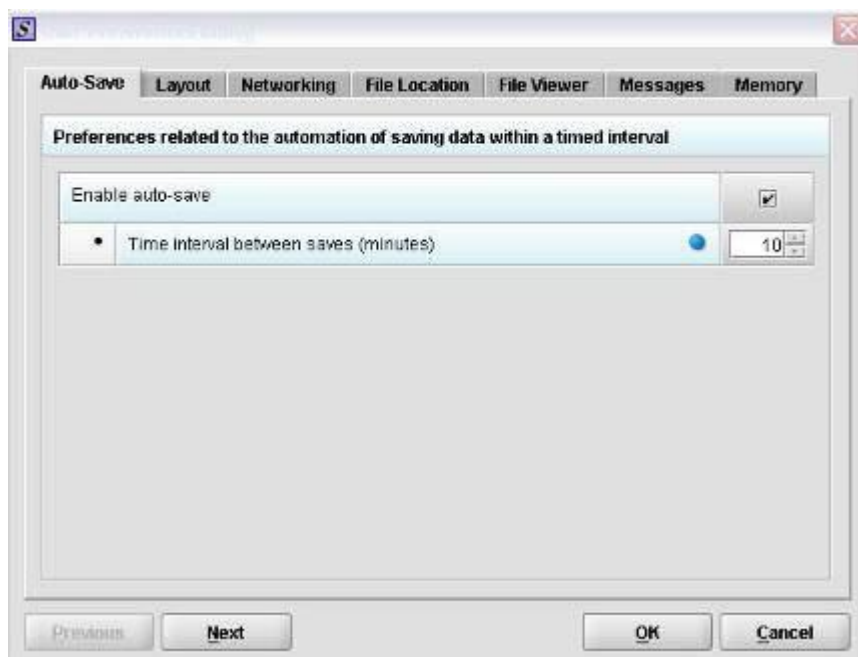 S
Auto-Save Layout Networking File Location File Viewer Messages Memory
Preferences related to the automation of saving data within a timed interval
Enable auto-save
• Time interval between saves (minutes) 10
Previous Next OK Cancel